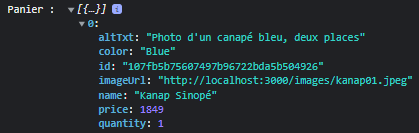 Panier : ▼[{…}] i
▼0:
altTxt: "Photo d'un canapé bleu, deux places"
color: "Blue"
id: "107fb5b75607497b96722bda5b504926"
imageUrl: "http://localhost:3000/images/kanap01.jpeg"
name: "Kanap Sinopé"
price: 1849
quantity: 1